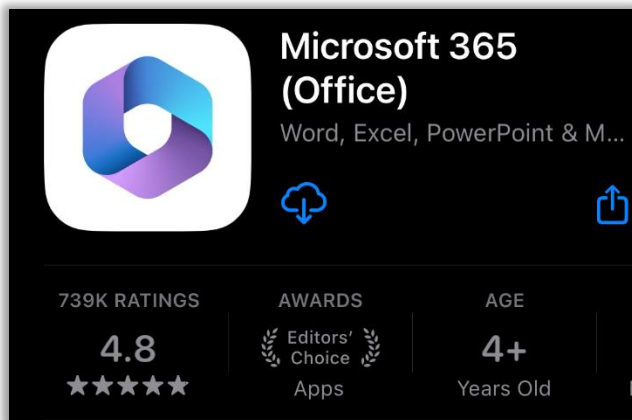 Microsoft 365
(Office)
Word, Excel, PowerPoint & M...
739K RATINGS
AWARDS
AGE
4.8
Editors'
Choice
4+
Apps
Years Old